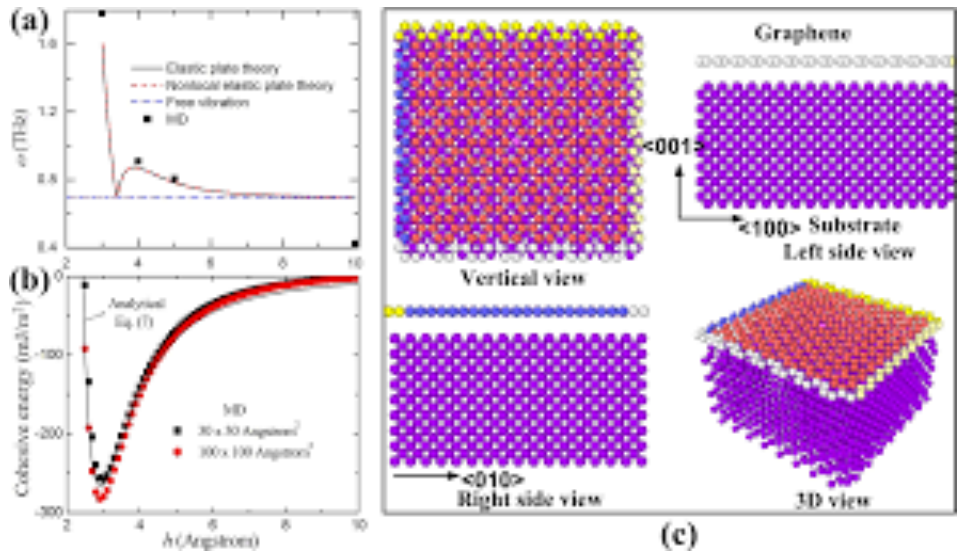 (a)
1.6
1.2
0.8
0.4
ω (THz)
Elastic plate theory
Nonlocal elastic plate theory
Free vibration
MD
2
4
6
8
10
(b)
0
-100
-200
-300
Cohesive energy (mJ/m²)
Analytical
Eq. (7)
MD
30 x 30 Angstrom²
100 x 100 Angstrom²
2
4
6
8
10
h (Angstrom)
Vertical view
Graphene
<001>
<100>
Substrate
Left side view
<010>
Right side view
3D view
(c)